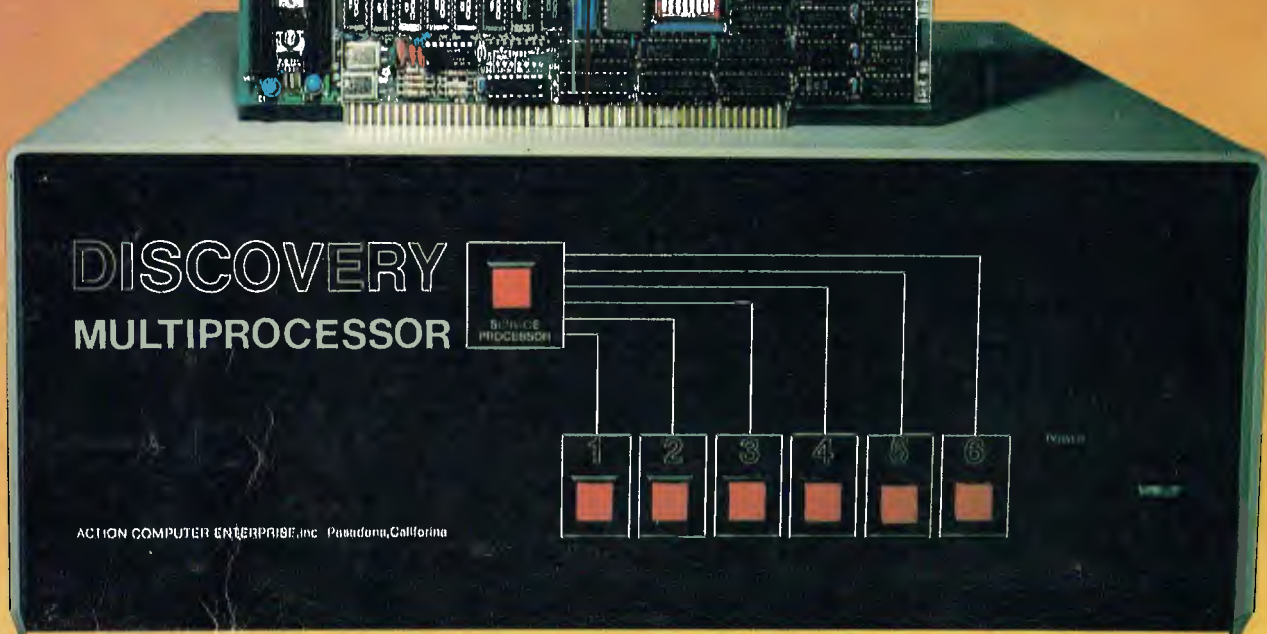 DISCOVERY
MULTIPROCESSOR
SERVICE
PROCESSOR
1 2 3 4 5 6
POWER
ACTION COMPUTER ENTERPRISE, Inc Pasadena, California